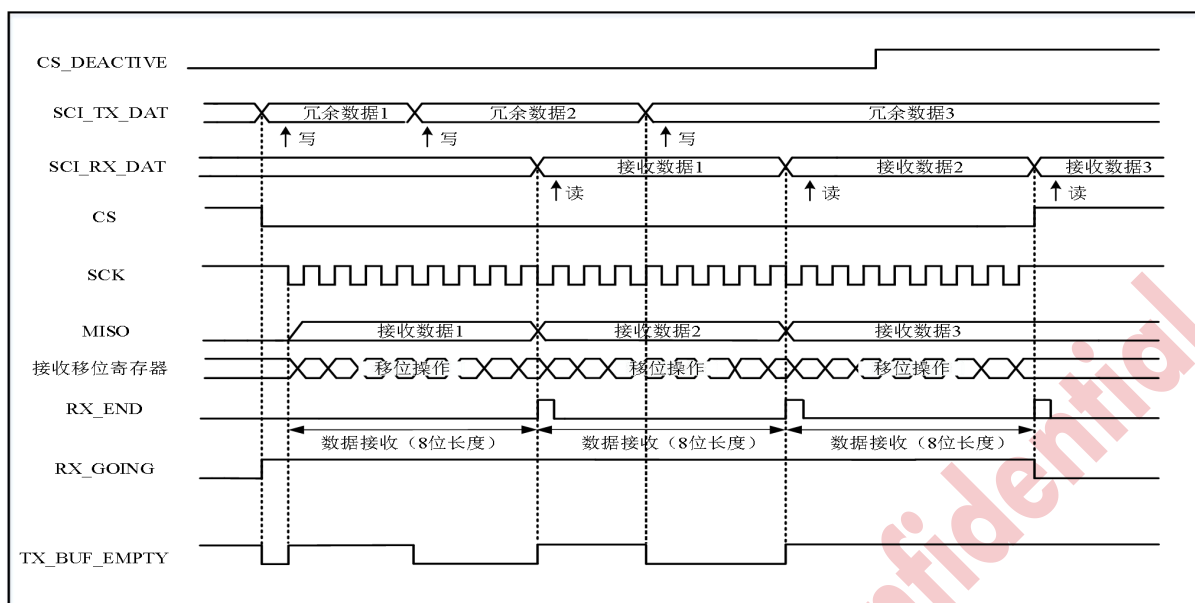 CS_DEACTIVE
SCI_TX_DAT 冗余数据1 冗余数据2 冗余数据3
写 写 写
SCI_RX_DAT 接收数据1 接收数据2 接收数据3
读 读 读
CS
SCK
MISO 接收数据1 接收数据2 接收数据3
接收移位寄存器 移位操作 移位操作 移位操作
RX_END
数据接收（8位长度） 数据接收（8位长度） 数据接收（8位长度）
RX_GOING
TX_BUF_EMPTY
nfidential